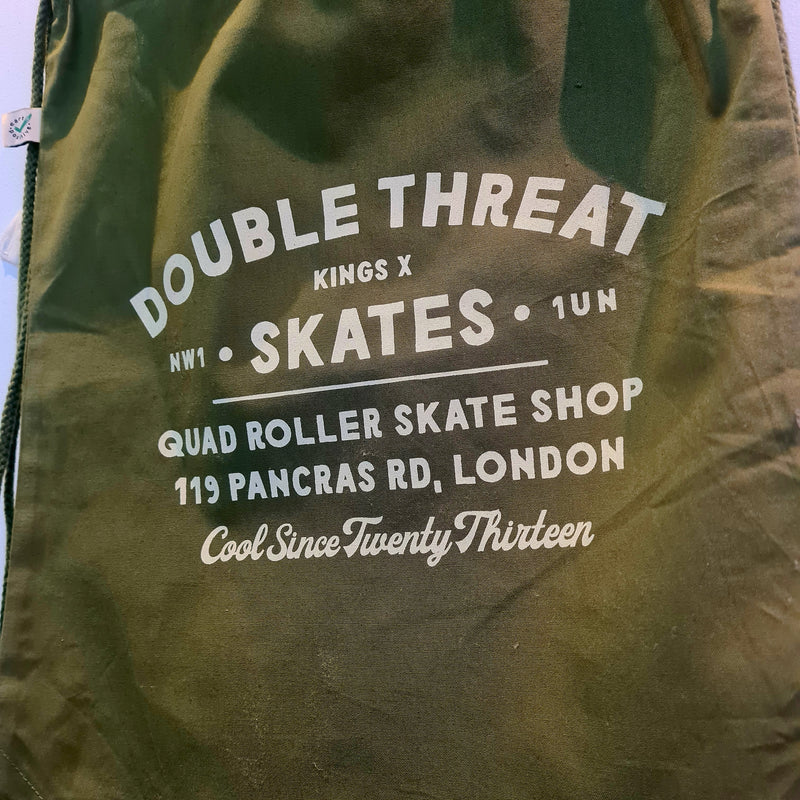 DOUBLE THREAT
KINGS X
NW1 • SKATES • 1UN
QUAD ROLLER SKATE SHOP
119 PANCRAS RD, LONDON
Cool Since Twenty Thirteen